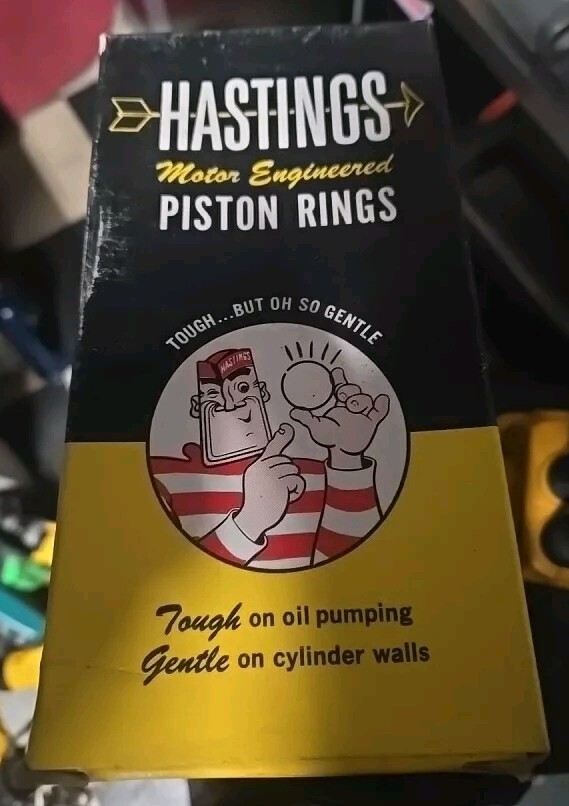 HASTINGS
Motor Engineered
PISTON RINGS
TOUGH...BUT OH SO GENTLE
HASTINGS
Tough on oil pumping
Gentle on cylinder walls